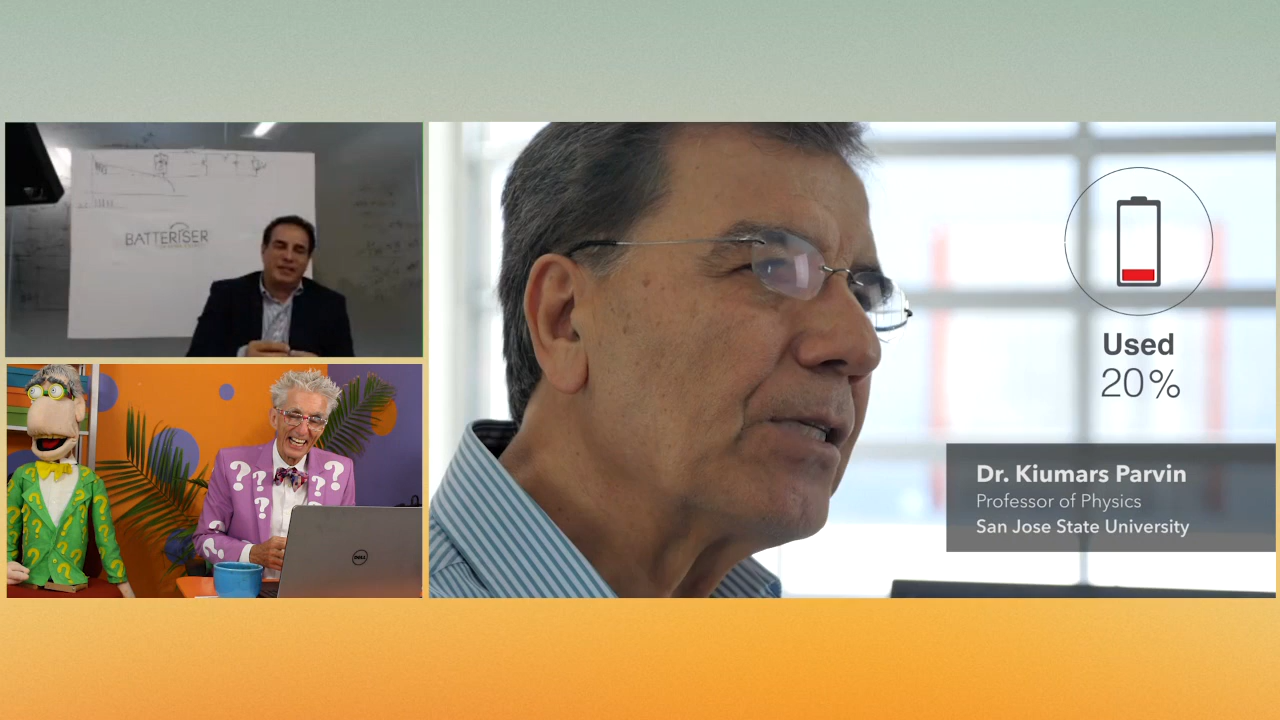 BATTERISER
Used
20%
Dr. Kiumars Parvin
Professor of Physics
San Jose State University
? ? ? ? ?
DELL